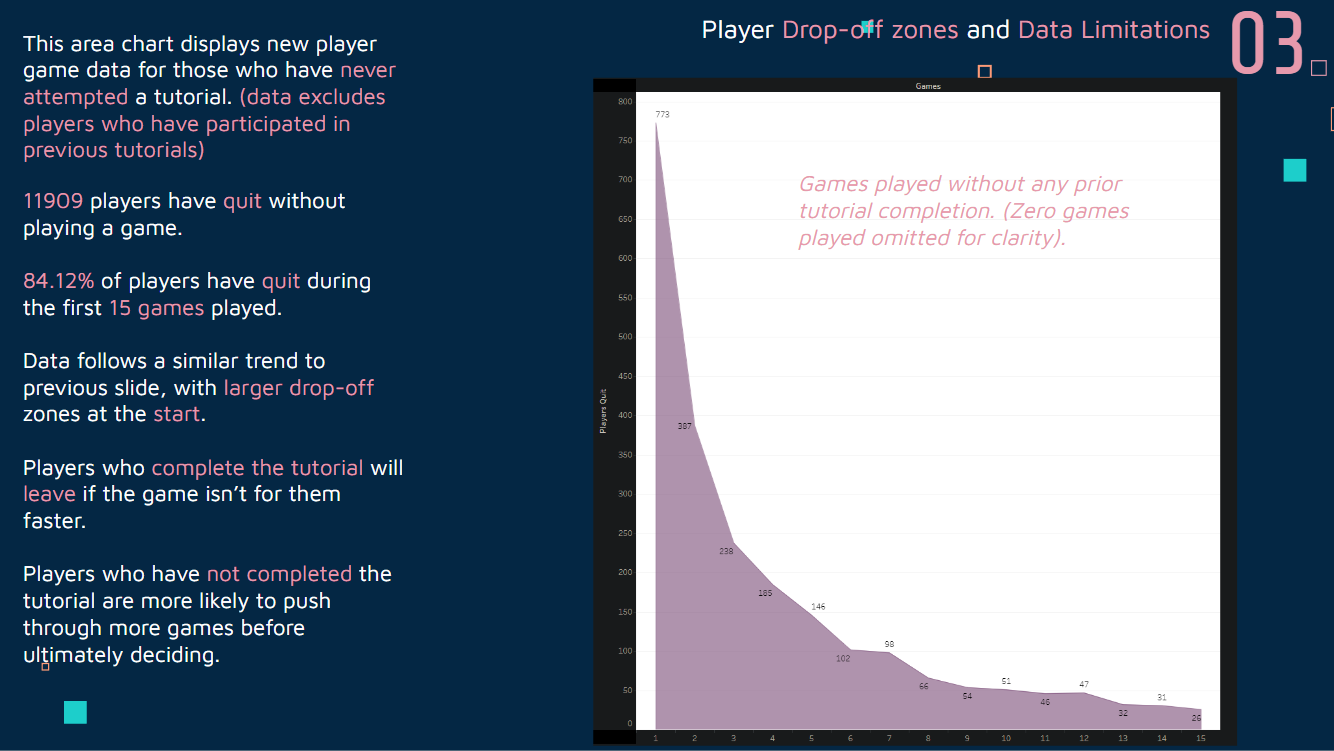 Player Drop-off zones and Data Limitations
03
This area chart displays new player
game data for those who have never
attempted a tutorial. (data excludes
players who have participated in
previous tutorials)
11909 players have quit without
playing a game.
84.12% of players have quit during
the first 15 games played.
Data follows a similar trend to
previous slide, with larger drop-off
zones at the start.
Players who complete the tutorial will
leave if the game isn't for them
faster.
Players who have not completed the
tutorial are more likely to push
through more games before
ultimately deciding.
Games
Games played without any prior
tutorial completion. (Zero games
played omitted for clarity).
Players Quit
800
750
700
650
600
550
500
450
400
350
300
250
200
150
100
50
0
773
387
238
185
146
102
98
66
54
51
46
47
32
31
26
1 2 3 4 5 6 7 8 9 10 11 12 13 14 15